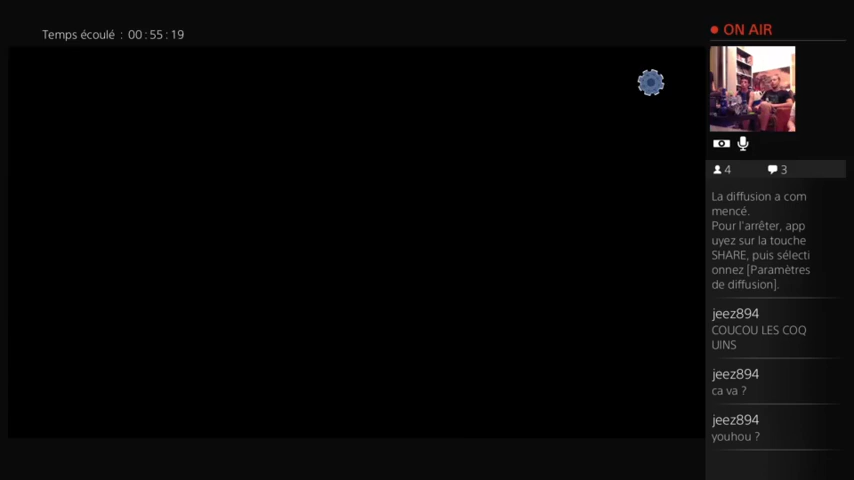 Temps écoulé : 00:55:19
ON AIR
4
3
La diffusion a com
mencé.
Pour l'arrêter, app
uyez sur la touche
SHARE, puis sélecti
onnez [Paramètres
de diffusion].
jeez894
COUCOU LES COQ
UINS
jeez894
ca va ?
jeez894
youhou ?